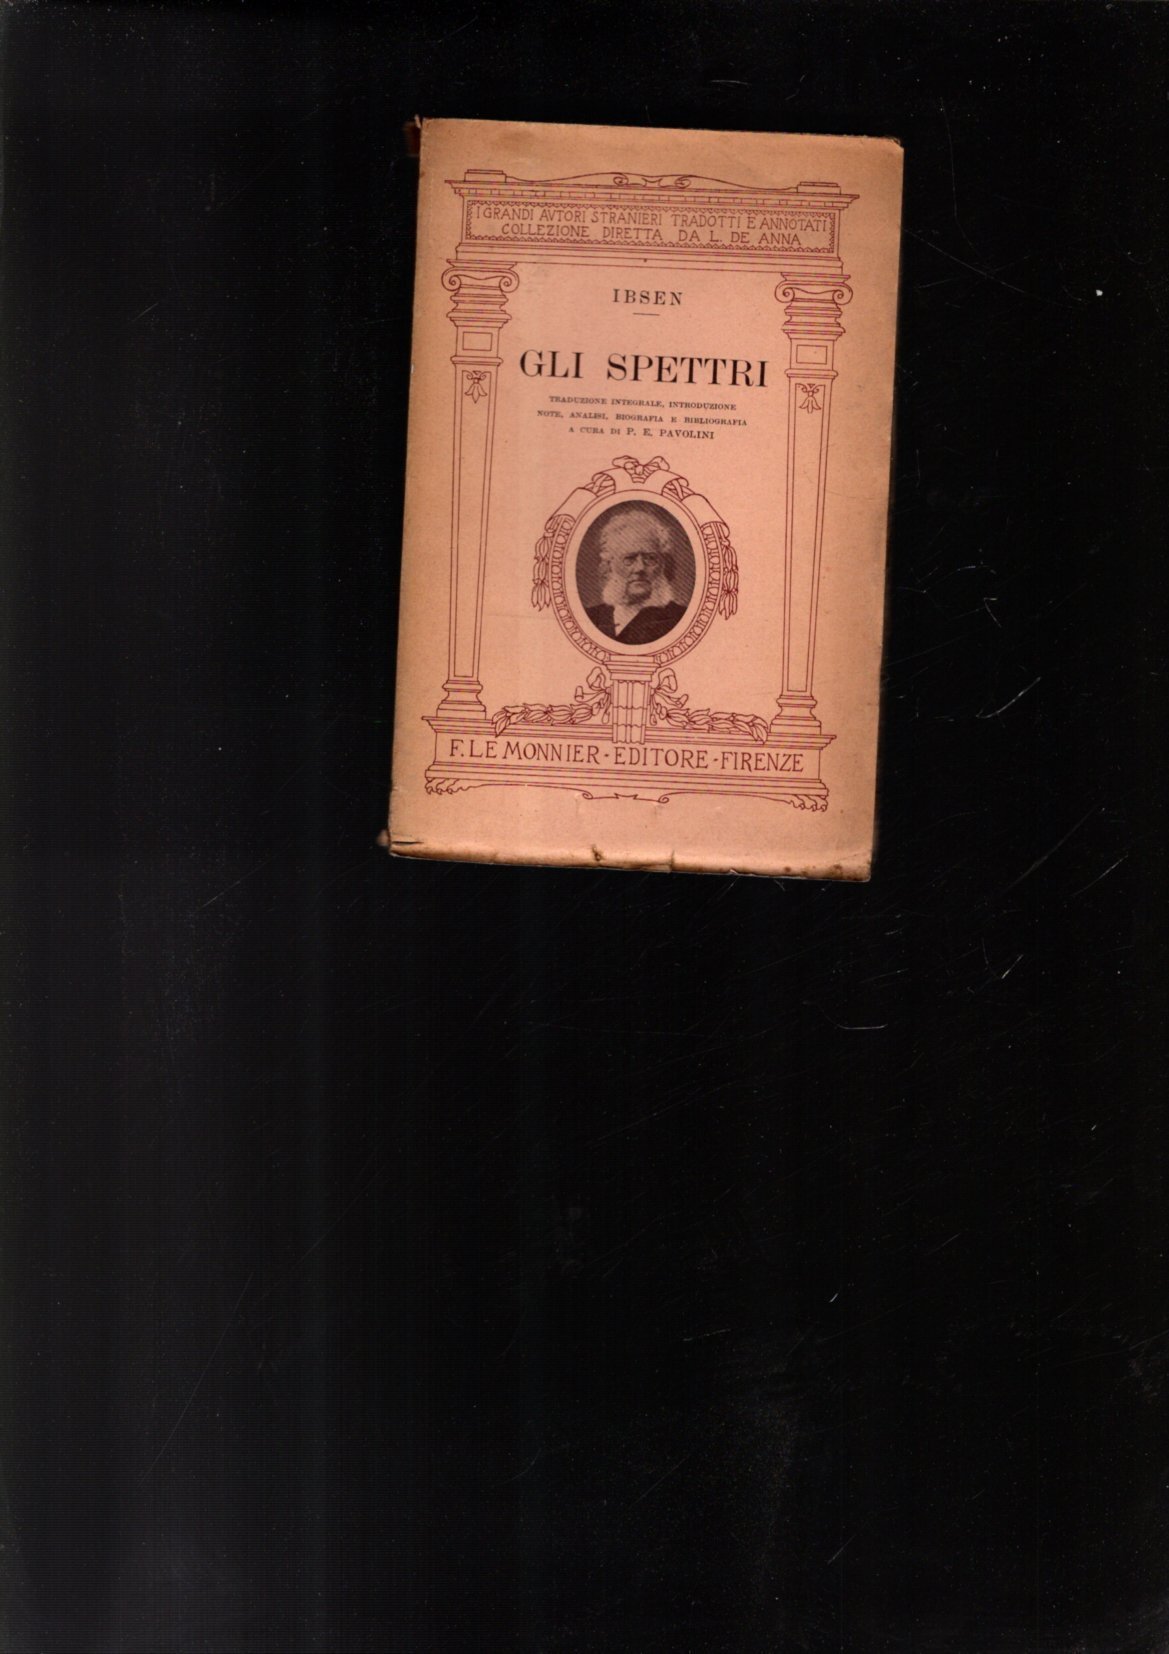 I GRANDI AVTORI STRANIERI TRADOTTI E ANNOTATI
COLLEZIONE DIRETTA DA L. DE ANNA
IBSEN
GLI SPETTRI
TRADUZIONE INTEGRALE, INTRODUZIONE
NOTE, ANALISI, BIOGRAFIA E BIBLIOGRAFIA
A CURA DI P. E. PAVOLINI
F. LE MONNIER - EDITORE - FIRENZE